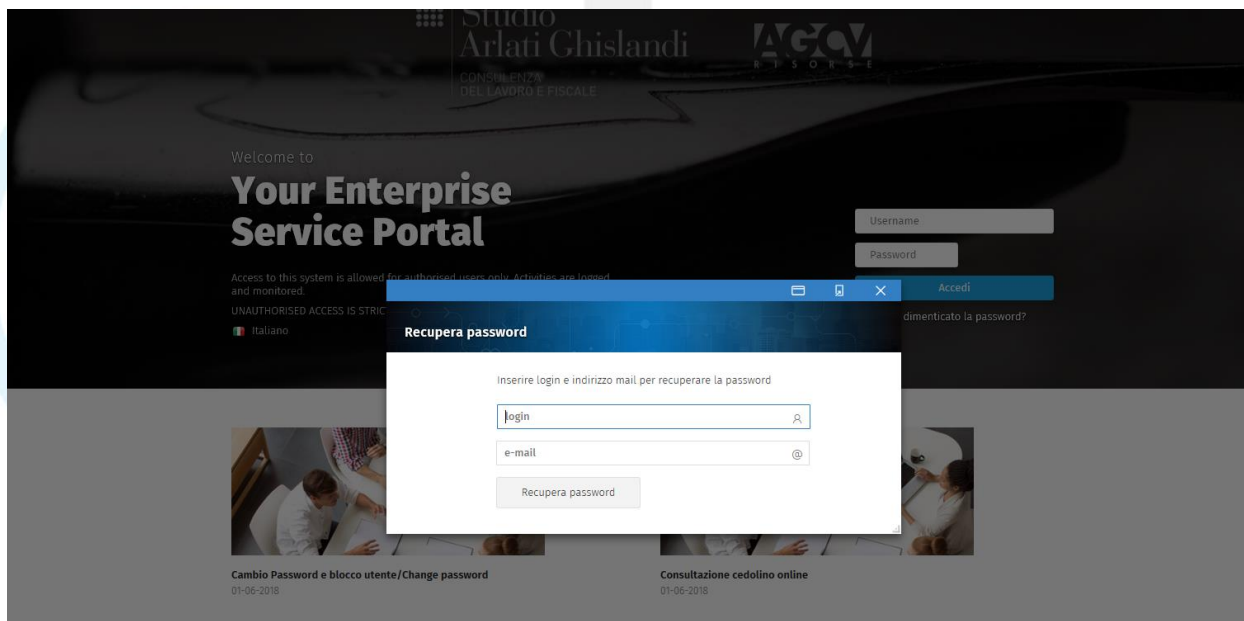 Studio
Arlati Ghislandi
CONSULENZA
DEL LAVORO E FISCALE
AGCM
RISORSE
Welcome to
Your Enterprise
Service Portal
Username
Password
Accedi
dimenticato la password?
Access to this system is allowed for authorised users only. Activities are logged
and monitored.
UNAUTHORISED ACCESS IS STRIC
Italiano
Recupera password
Inserire login e indirizzo mail per recuperare la password
login
e-mail
@
Recupera password
Cambio Password e blocco utente/Change password
01-06-2018
Consultazione cedolino online
01-06-2018